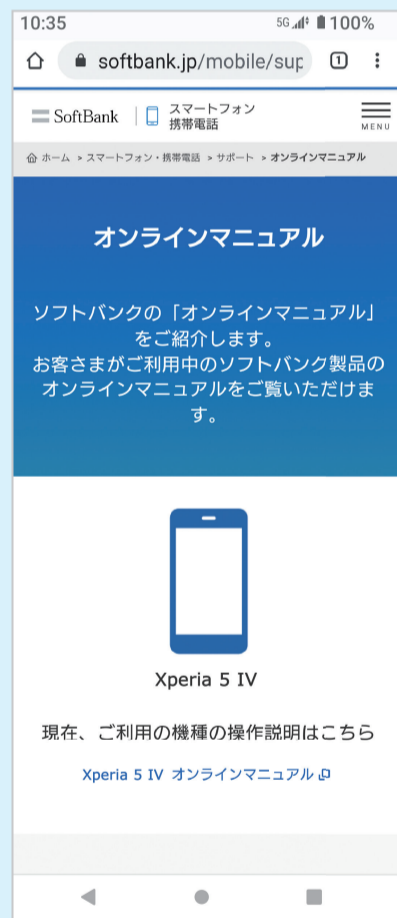 10:35 5G 100%
softbank.jp/mobile/sup 1
SoftBank スマートフォン
携帯電話
MENU
ホーム > スマートフォン・携帯電話 > サポート > オンラインマニュアル
オンラインマニュアル
ソフトバンクの「オンラインマニュアル」
をご紹介します。
お客さまがご利用中のソフトバンク製品の
オンラインマニュアルをご覧いただけま
す。
Xperia 5 IV
現在、ご利用の機種の操作説明はこちら
Xperia 5 IV オンラインマニュアル